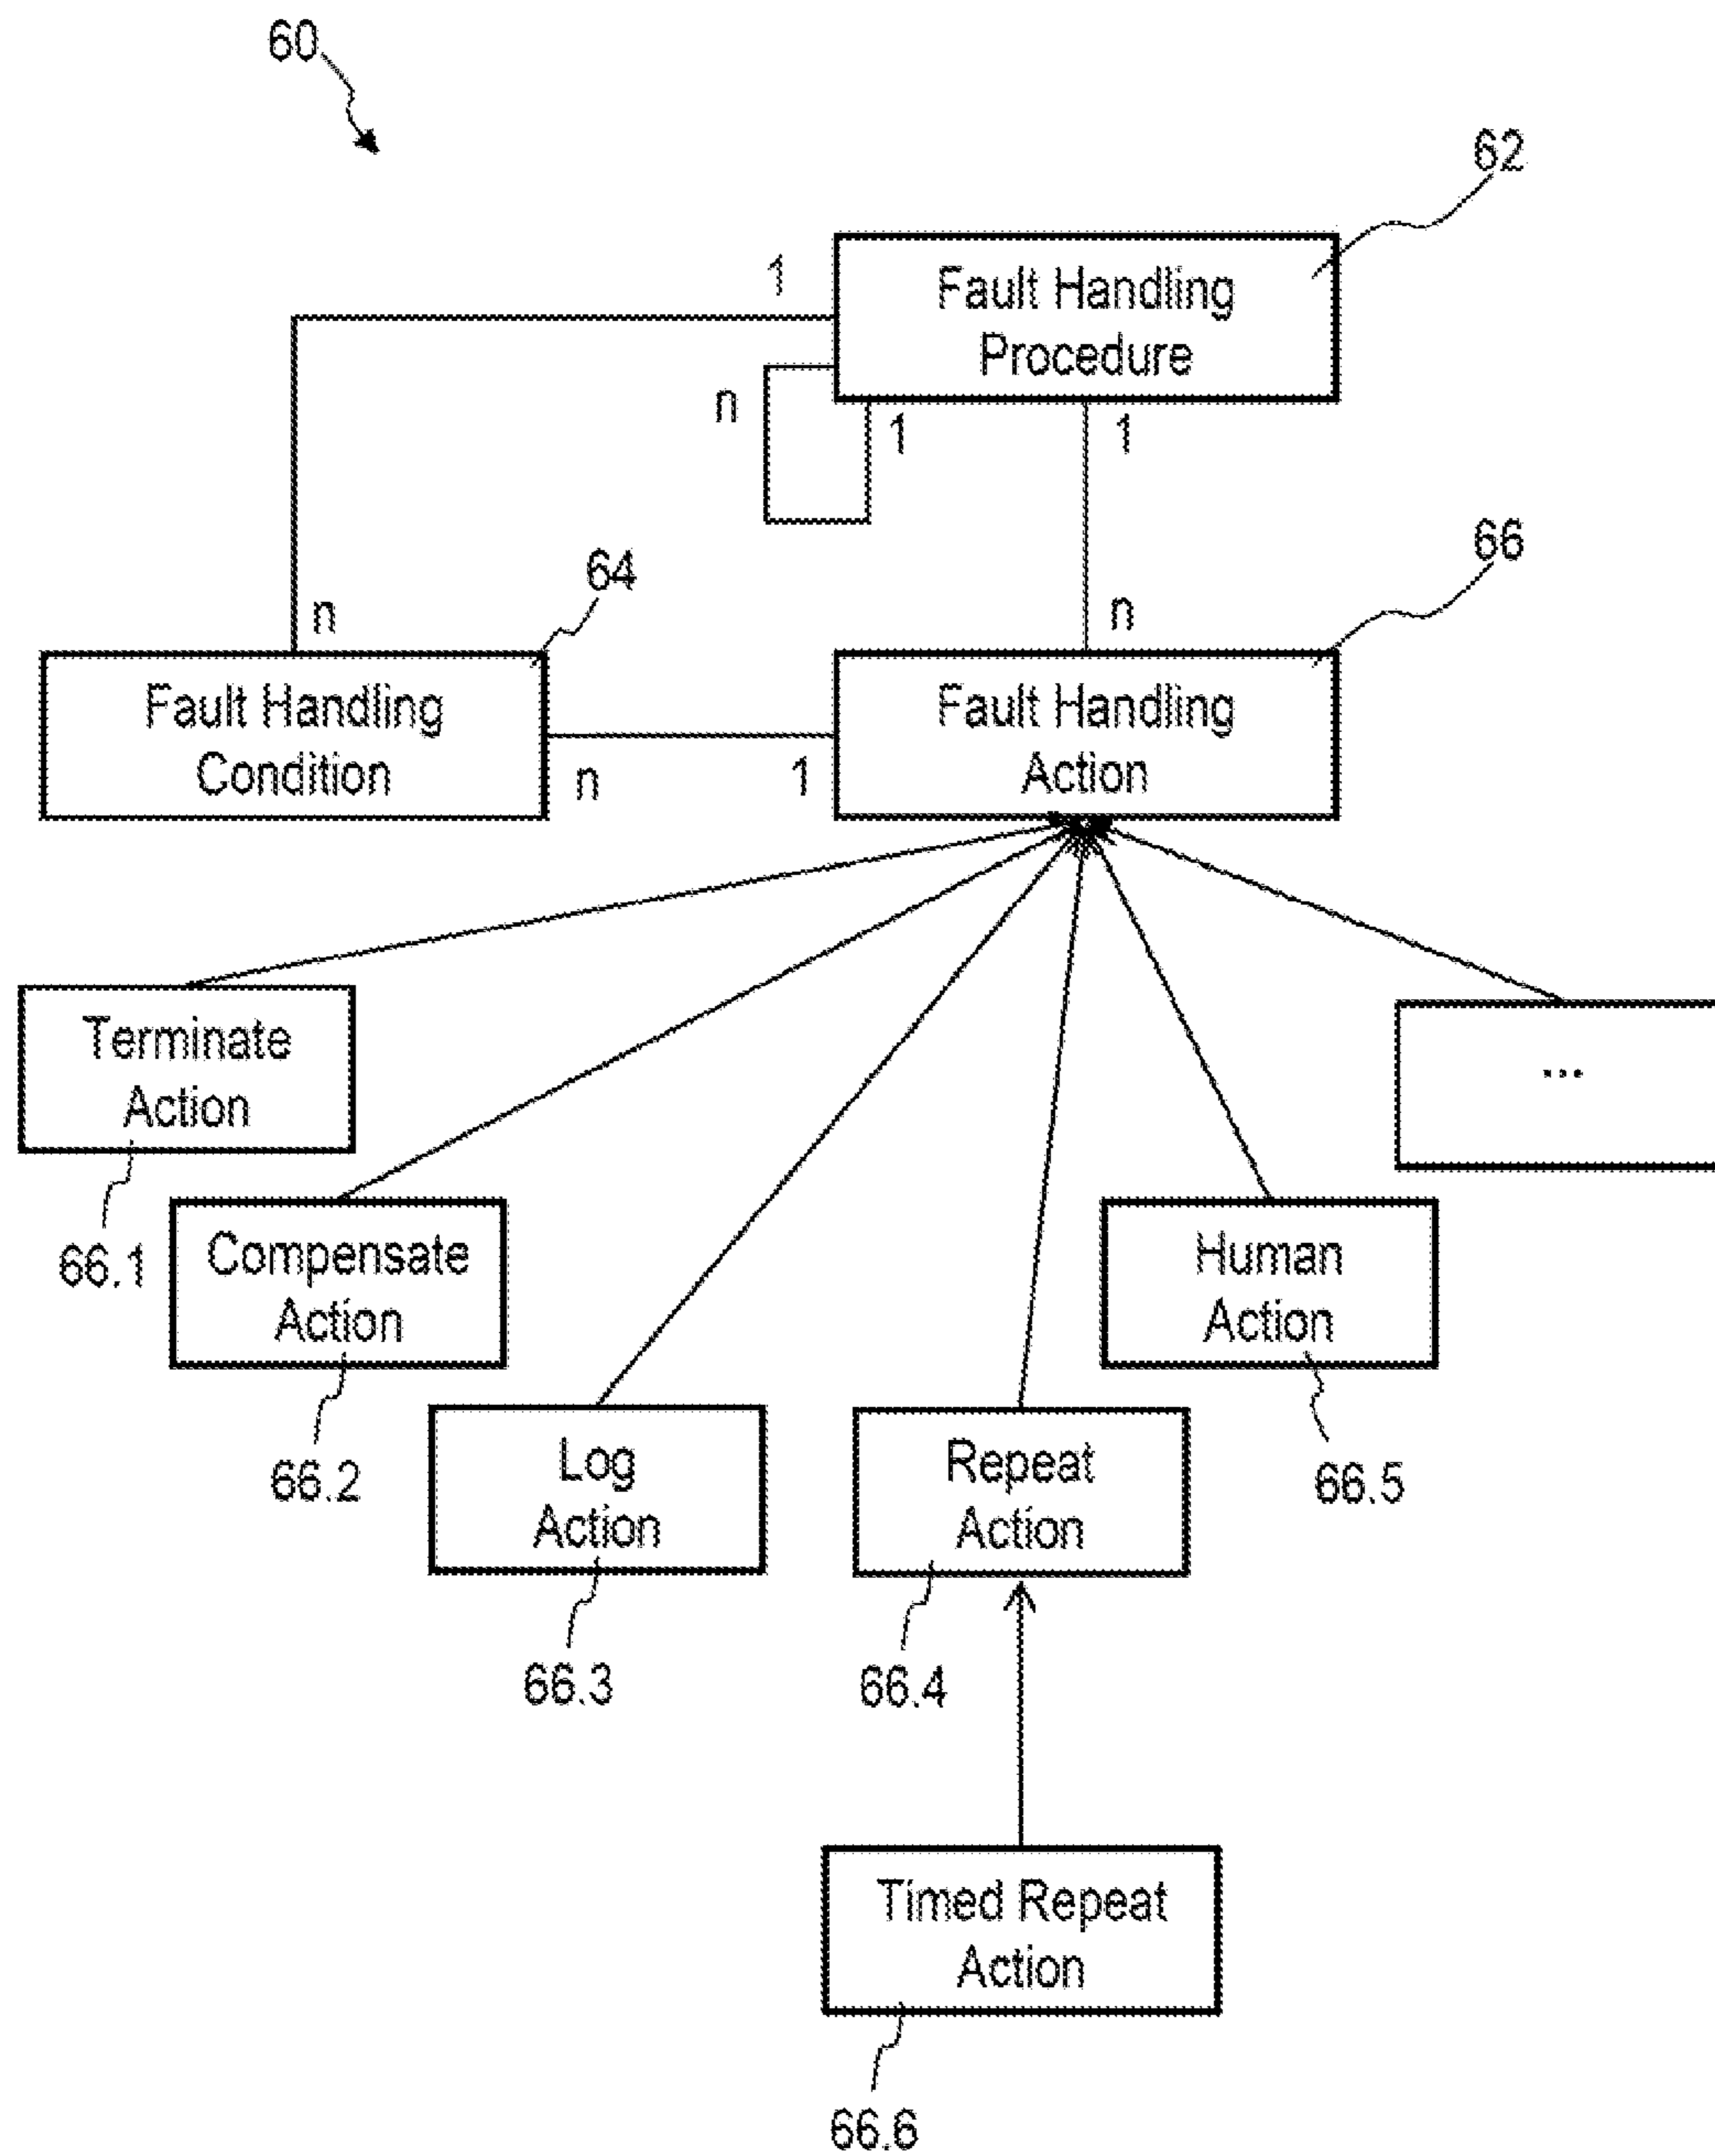 60
62
1
Fault Handling
Procedure
n
1
1
64
66
n
n
Fault Handling
Condition
Fault Handling
Action
n
1
Terminate
Action
...
66.1
Compensate
Action
Human
Action
66.2
Log
Action
Repeat
Action
66.5
66.3
66.4
Timed Repeat
Action
66.6